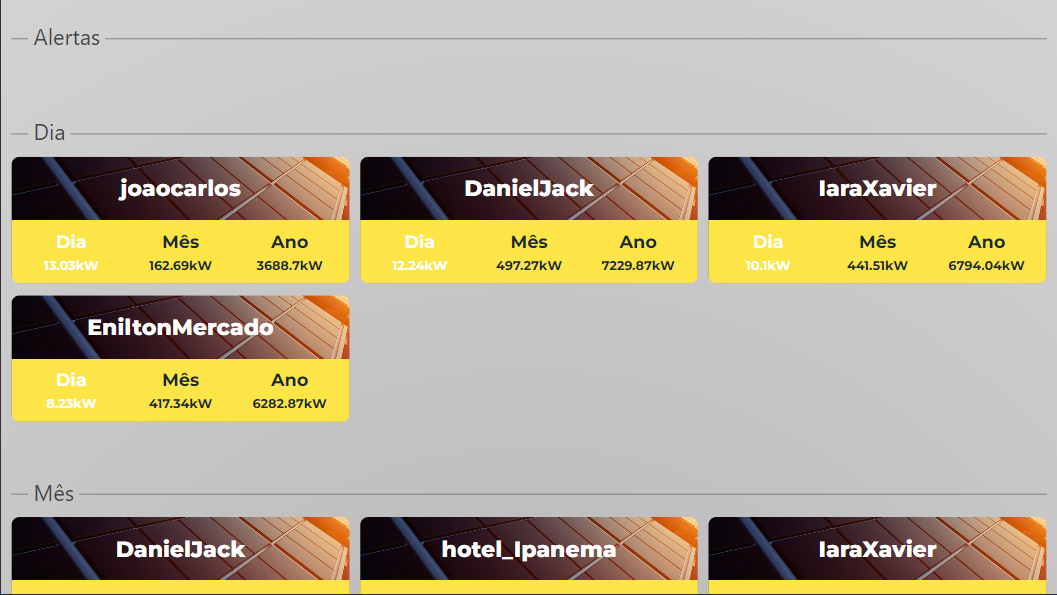 Alertas
Dia
joaocarlos
DanielJack
IaraXavier
Dia Mês Ano
13.03kW 162.69kW 3688.7kW
Dia Mês Ano
12.24kW 497.27kW 7229.87kW
Dia Mês Ano
10.1kW 441.51kW 6794.04kW
EniltonMercado
Dia Mês Ano
8.23kW 417.34kW 6282.87kW
Mês
DanielJack
hotel_Ipanema
IaraXavier